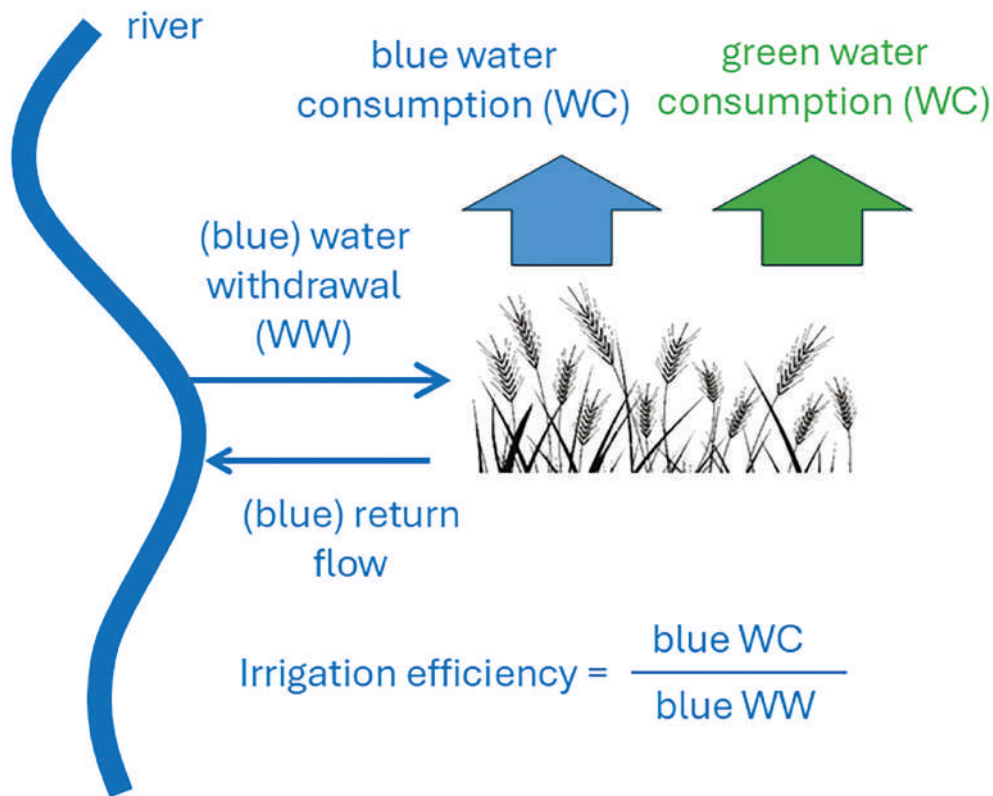 river
blue water
consumption (WC)
green water
consumption (WC)
(blue) water
withdrawal
(WW)
(blue) return
flow
Irrigation efficiency =
blue WC
blue WW